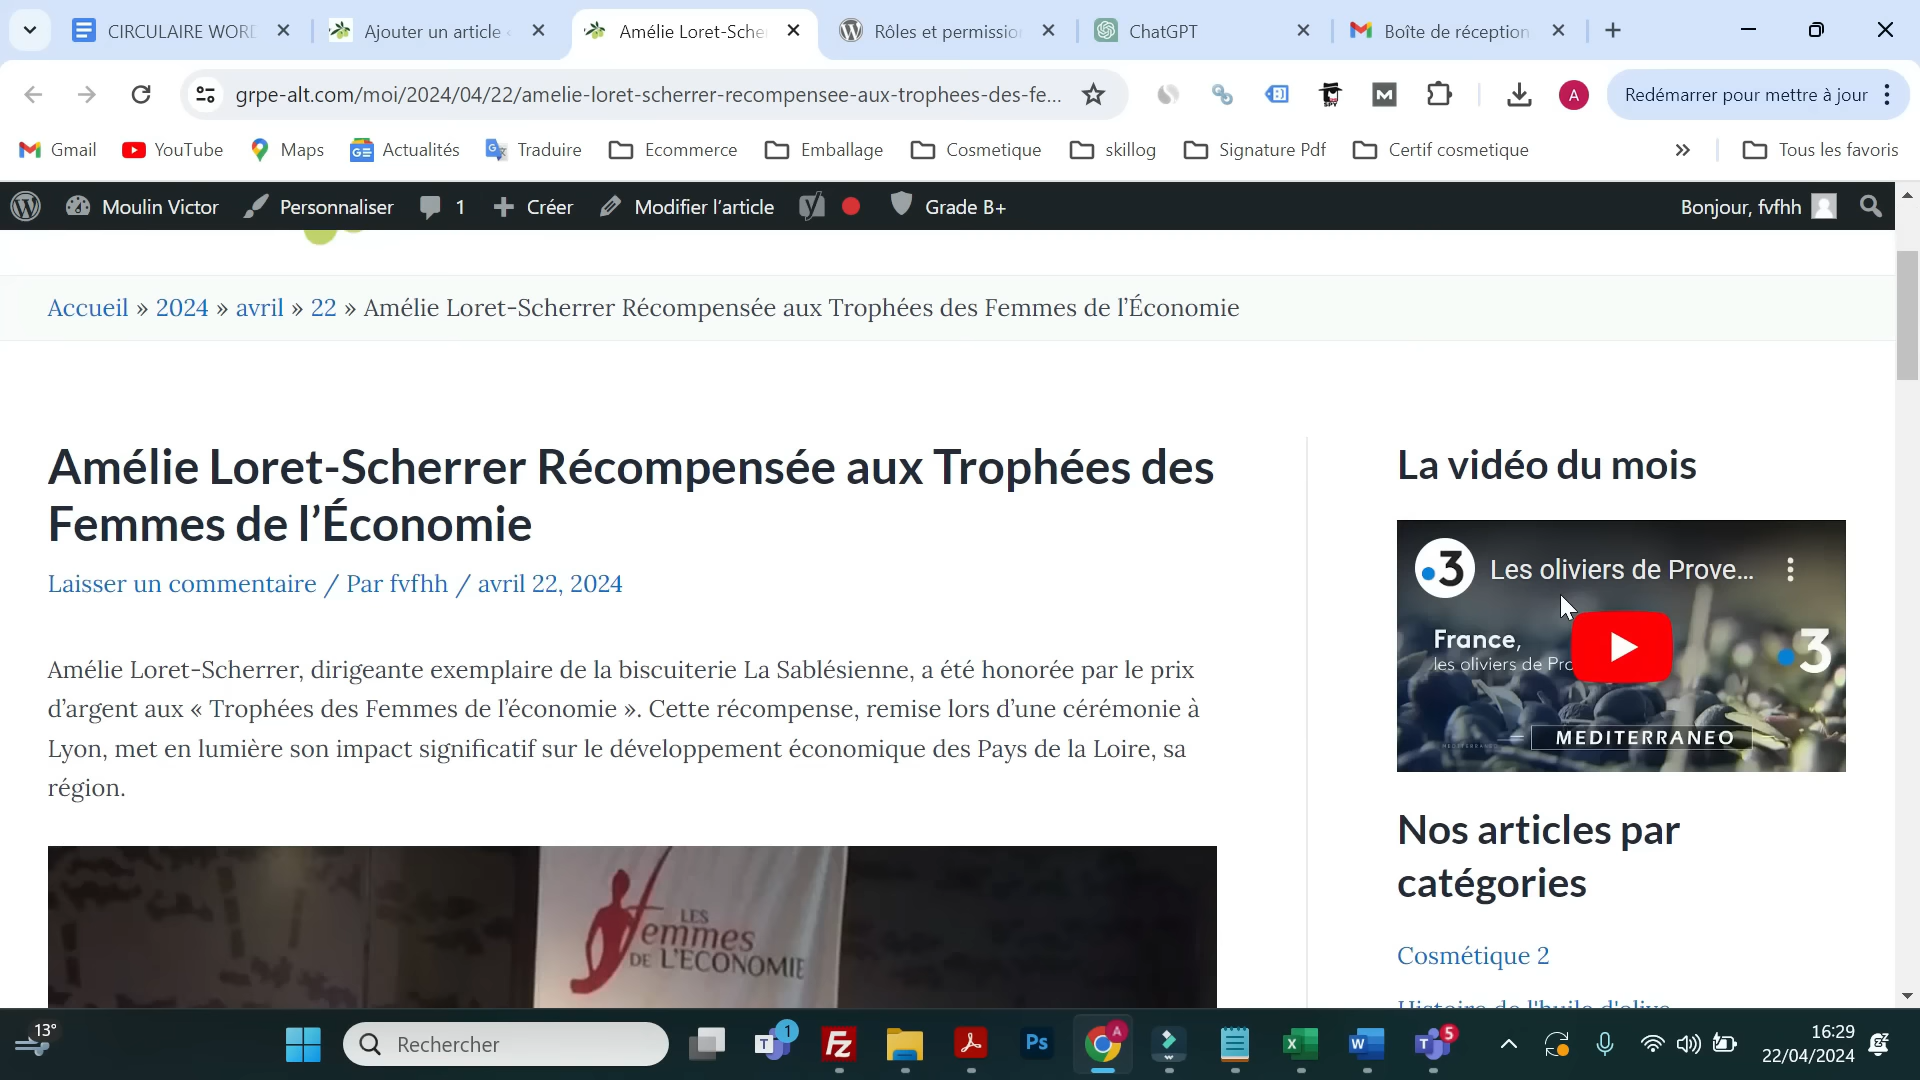 CIRCULAIRE WORD
Ajouter un article
Amélie Loret-Scher
Rôles et permissio
ChatGPT
Boîte de réception
grpe-alt.com/moi/2024/04/22/amelie-loret-scherrer-recompensee-aux-trophees-des-fe...
A
Redémarrer pour mettre à jour
Gmail
YouTube
Maps
Actualités
Traduire
Ecommerce
Emballage
Cosmetique
skillog
Signature Pdf
Certif cosmetique
»
Tous les favoris
Moulin Victor
Personnaliser
1
Créer
Modifier l’article
Grade B+
Bonjour, fvfhh
Accueil » 2024 » avril » 22 » Amélie Loret-Scherrer Récompensée aux Trophées des Femmes de l’Économie
Amélie Loret-Scherrer Récompensée aux Trophées des
Femmes de l’Économie
Laisser un commentaire / Par fvfhh / avril 22, 2024
Amélie Loret-Scherrer, dirigeante exemplaire de la biscuiterie La Sablésienne, a été honorée par le prix
d’argent aux « Trophées des Femmes de l’économie ». Cette récompense, remise lors d’une cérémonie à
Lyon, met en lumière son impact significatif sur le développement économique des Pays de la Loire, sa
région.
LES
femmes
DE L'ECONOMIE
La vidéo du mois
3
Les oliviers de Prove...
France,
les oliviers de Pro
3
MEDITERRANEO
Nos articles par
catégories
Cosmétique 2
Histoire de l'huile d'olive
13°
Rechercher
1
5
16:29
22/04/2024